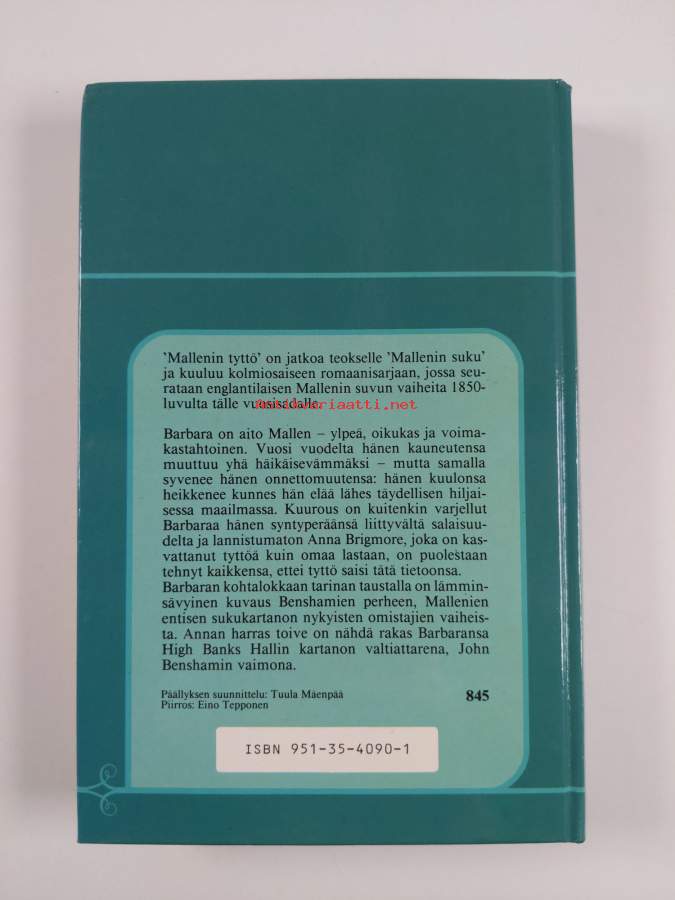 'Mallenin tyttö' on jatkoa teokselle 'Mallenin suku'
ja kuuluu kolmiosaiseen romaanisarjaan, jossa seu-
rataan englantilaisen Mallenin suvun vaiheita 1850-
luvulta tälle vuosisadalle.
Antikvariaatti.net
Barbara on aito Mallen – ylpeä, oikukas ja voima-
kastahtoinen. Vuosi vuodelta hänen kauneutensa
muuttuu yhä häikäisevämmäksi – mutta samalla
syvenee hänen onnettomuutensa: hänen kuulonsa
heikkenee kunnes hän elää lähes täydellisen hiljai-
sessa maailmassa. Kuurous on kuitenkin varjellut
Barbaraa hänen syntyperäänsä liittyvältä salaisuu-
delta ja lannistumaton Anna Brigmore, joka on kas-
vattanut tyttöä kuin omaa lastaan, on puolestaan
tehnyt kaikkensa, ettei tyttö saisi tätä tietoonsa.
Barbaran kohtalokkaan tarinan taustalla on lämmin-
sävyinen kuvaus Benshamien perheen, Mallenien
entisen sukukartanon nykyisten omistajien vaiheis-
ta. Annan harras toive on nähdä rakas Barbaransa
High Banks Hallin kartanon valtiattarena, John
Benshamin vaimona.
Päällyksen suunnittelu: Tuula Mäenpää
Piirros: Eino Tepponen
845
ISBN 951-35-4090-1